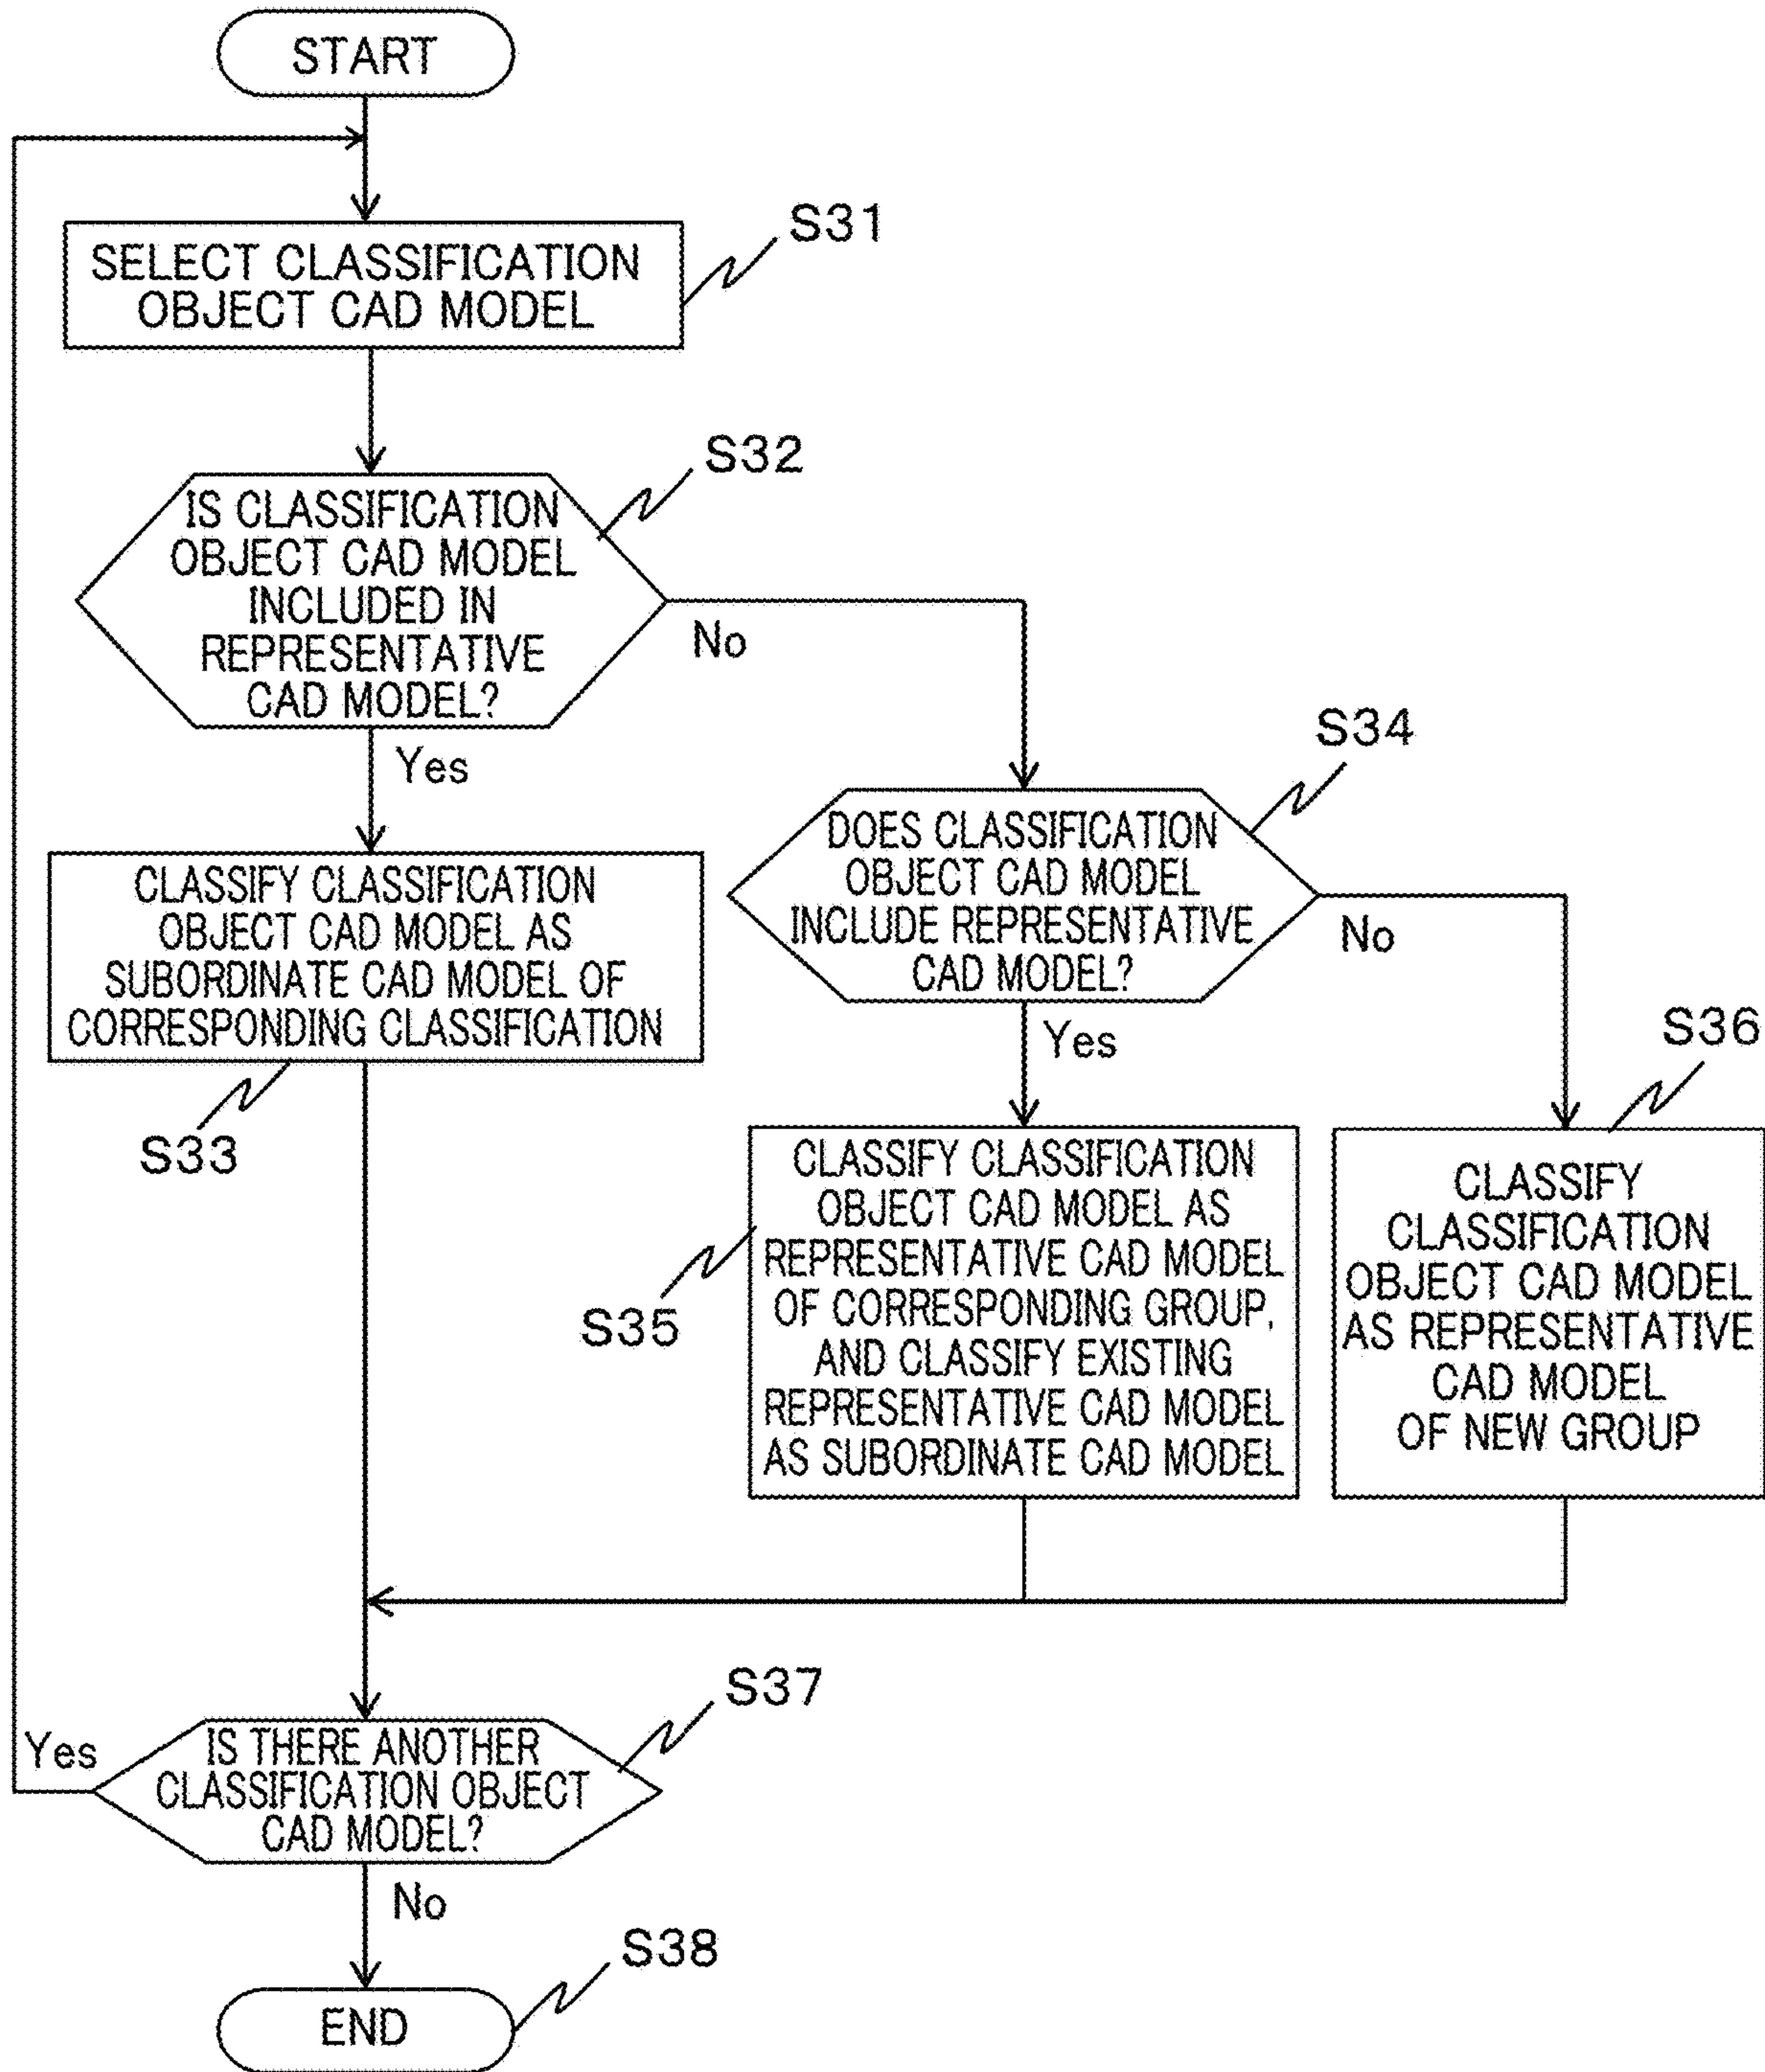 START
S31
SELECT CLASSIFICATION
OBJECT CAD MODEL
S32
IS CLASSIFICATION
OBJECT CAD MODEL
INCLUDED IN
REPRESENTATIVE
CAD MODEL?
No
Yes
S34
DOES CLASSIFICATION
OBJECT CAD MODEL
INCLUDE REPRESENTATIVE
CAD MODEL?
No
Yes
CLASSIFY CLASSIFICATION
OBJECT CAD MODEL AS
SUBORDINATE CAD MODEL OF
CORRESPONDING CLASSIFICATION
S33
S36
CLASSIFY CLASSIFICATION
OBJECT CAD MODEL AS
REPRESENTATIVE CAD MODEL
OF CORRESPONDING GROUP,
AND CLASSIFY EXISTING
REPRESENTATIVE CAD MODEL
AS SUBORDINATE CAD MODEL
S35
CLASSIFY
CLASSIFICATION
OBJECT CAD MODEL
AS REPRESENTATIVE
CAD MODEL
OF NEW GROUP
S37
Yes
IS THERE ANOTHER
CLASSIFICATION OBJECT
CAD MODEL?
No
S38
END